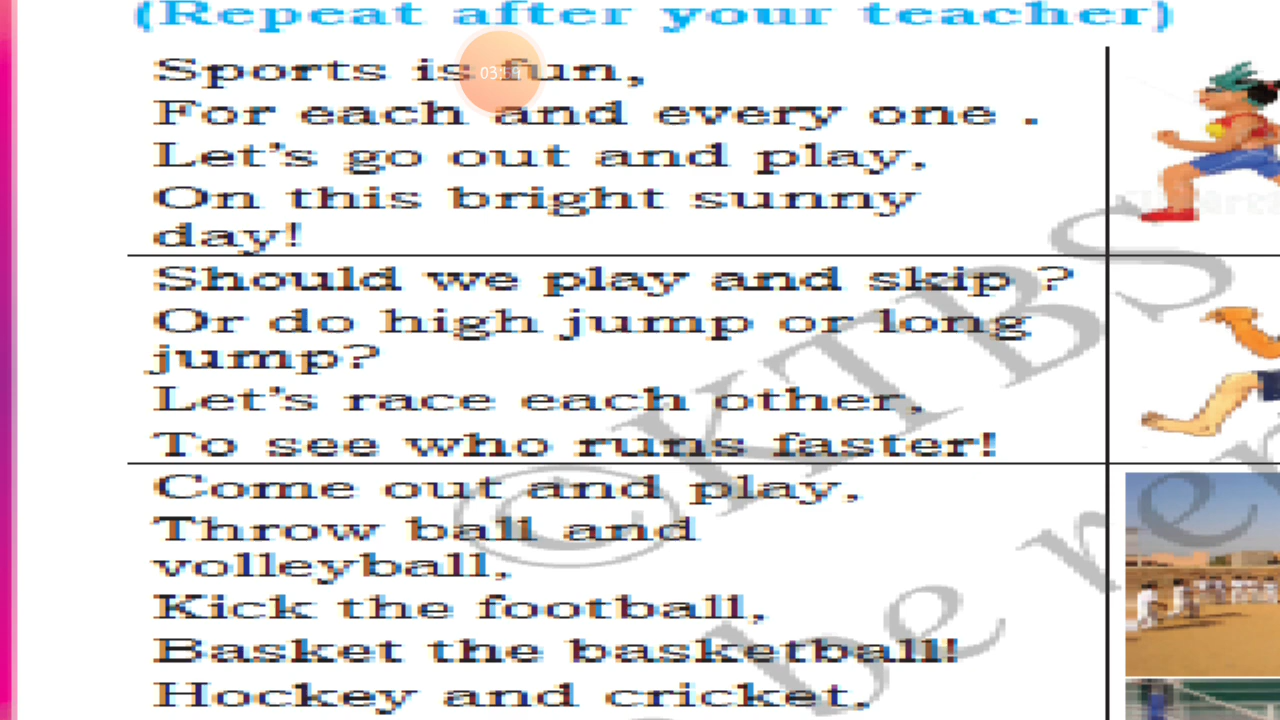 (Repeat after your teacher)
Sports is fun,
For each and every one .
Let's go out and play,
On this bright sunny
day!
Should we play and skip ?
Or do high jump or long
jump?
Let's race each other,
To see who runs faster!
Come out and play,
Throw ball and
volleyball,
Kick the football,
Basket the basketball!
Hockey and cricket,
©KTBS
be re